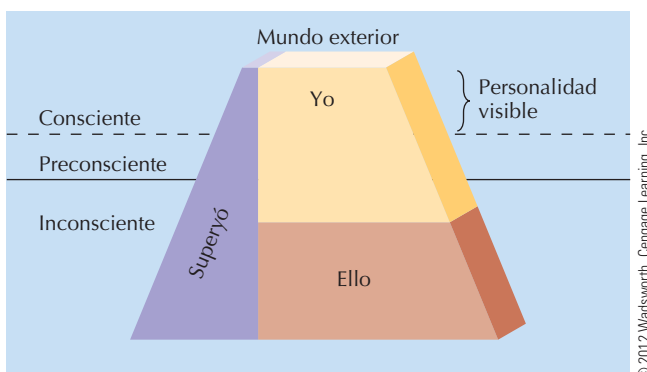 Mundo exterior
Yo
Personalidad
visible
Consciente
Preconsciente
Inconsciente
Superyó
Ello
© 2012 Wadsworth, Cengage Learning, Inc.